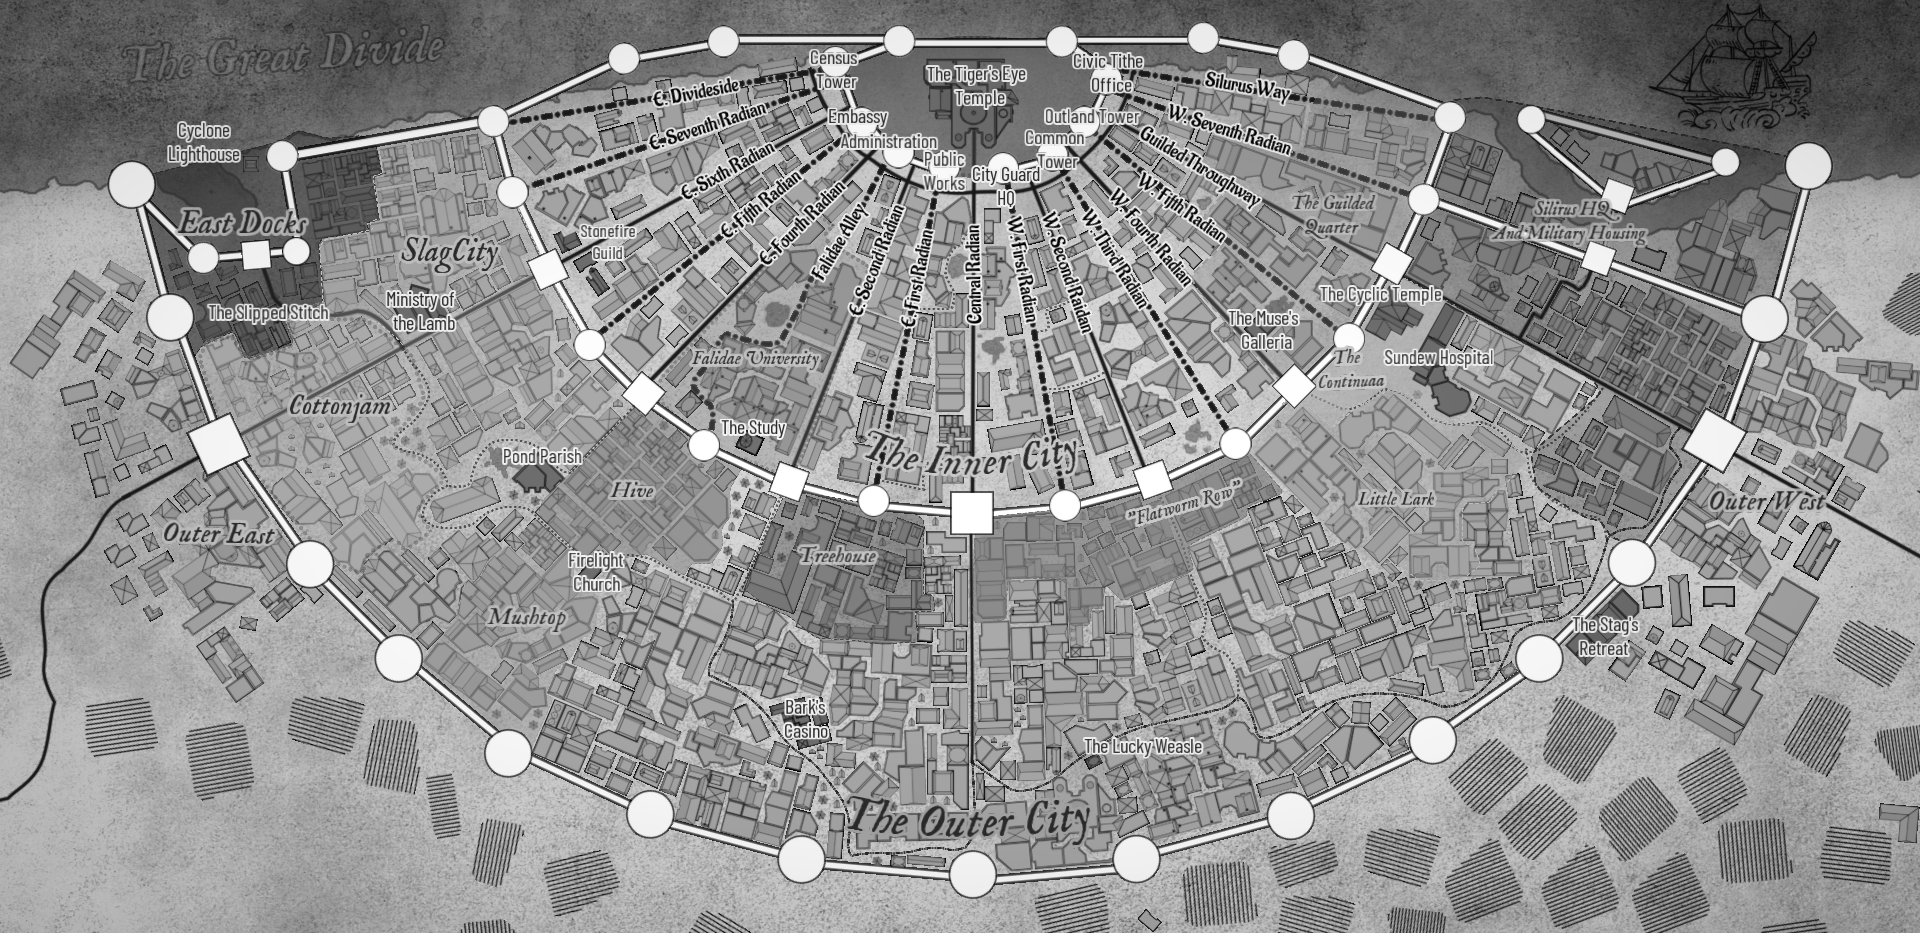 The Great Divide
Census
Tower
The Tiger's Eye
Temple
Civic Tithe
Office
E. Divideside
Silurus Way
E. Seventh Radian
W. Seventh Radian
Embassy
Outland Tower
Cyclone
Lighthouse
Administration
Public
Works
City Guard
HQ
Common
Tower
Guilded Throughway
E. Sixth Radian
E. Fifth Radian
E. Fourth Radian
Falidae Alley
E. Second Radian
E. First Radian
Central Radian
W. First Radian
W. Second Raidan
W. Third Radian
W. Fourth Radian
W. Fifth Radian
The Guilded
Quarter
Silirus HQ
And Military Housing
East Docks
SlagCity
Stonefire
Guild
The Slipped Stitch
Ministry of
the Lamb
The Cyclic Temple
The Muse's
Galleria
Falidae University
The
Continuaa
Sundew Hospital
Cottonjam
The Study
The Inner City
Pond Parish
Hive
"Flatworm Row"
Little Lark
Outer West
Outer East
Treehouse
Firelight
Church
Mushtop
The Stag's
Retreat
Bark's
Casino
The Lucky Weasle
The Outer City